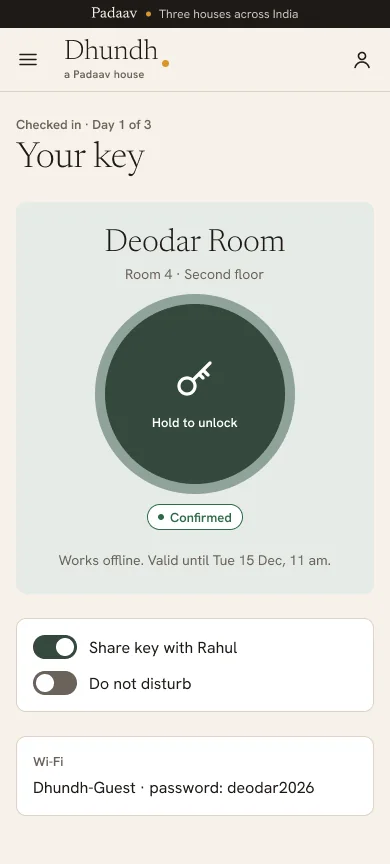 Padaav • Three houses across India
Dhundh
a Padaav house
Checked in · Day 1 of 3
Your key
Deodar Room
Room 4 · Second floor
Hold to unlock
Confirmed
Works offline. Valid until Tue 15 Dec, 11 am.
Share key with Rahul
Do not disturb
Wi-Fi
Dhundh-Guest · password: deodar2026